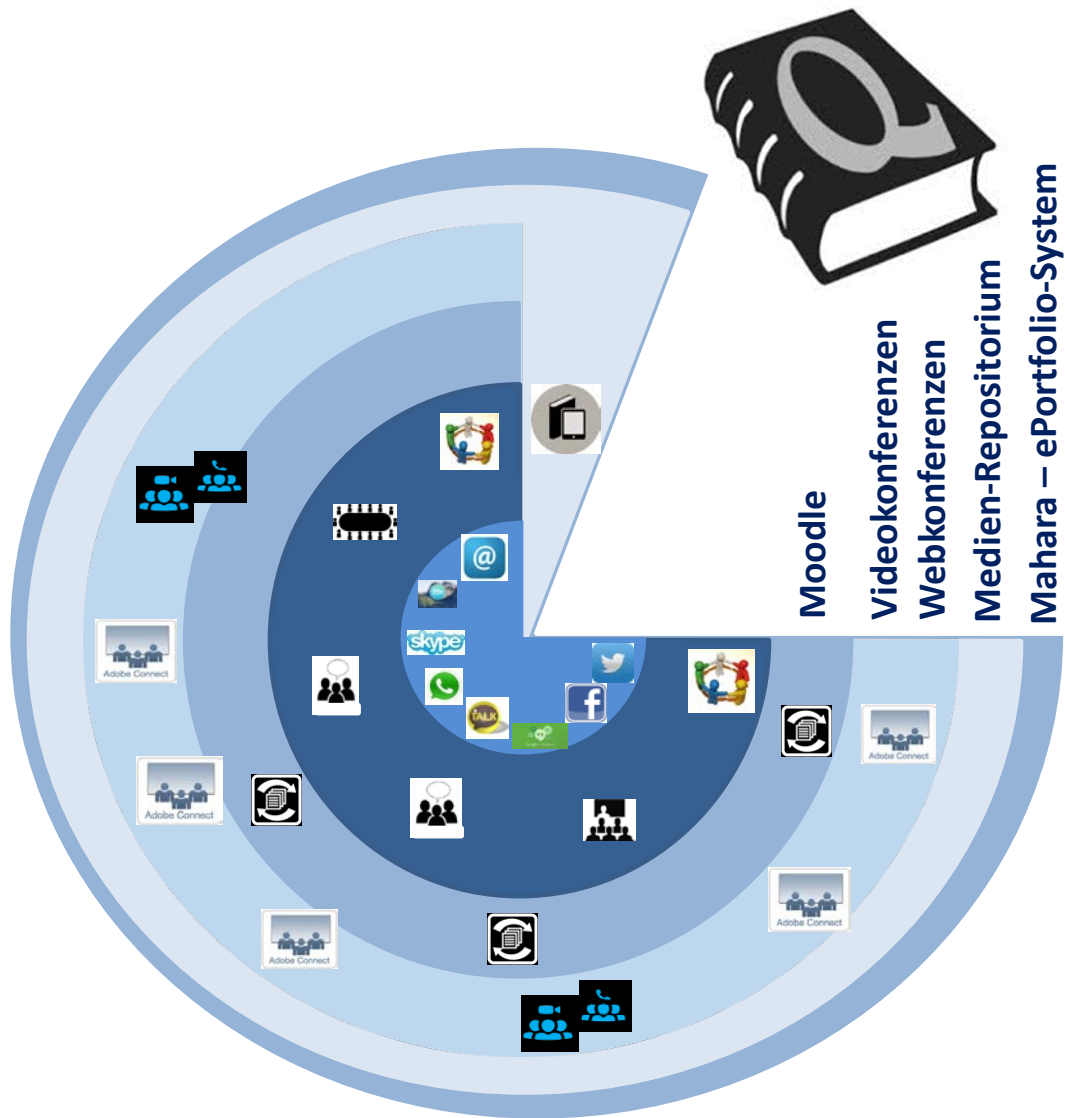 Q
Moodle
Videokonferenzen
Webkonferenzen
Medien-Repositorium
Mahara – ePortfolio-System
@
skype
TALK
f
Adobe Connect
Adobe Connect
Adobe Connect
Adobe Connect
Adobe Connect